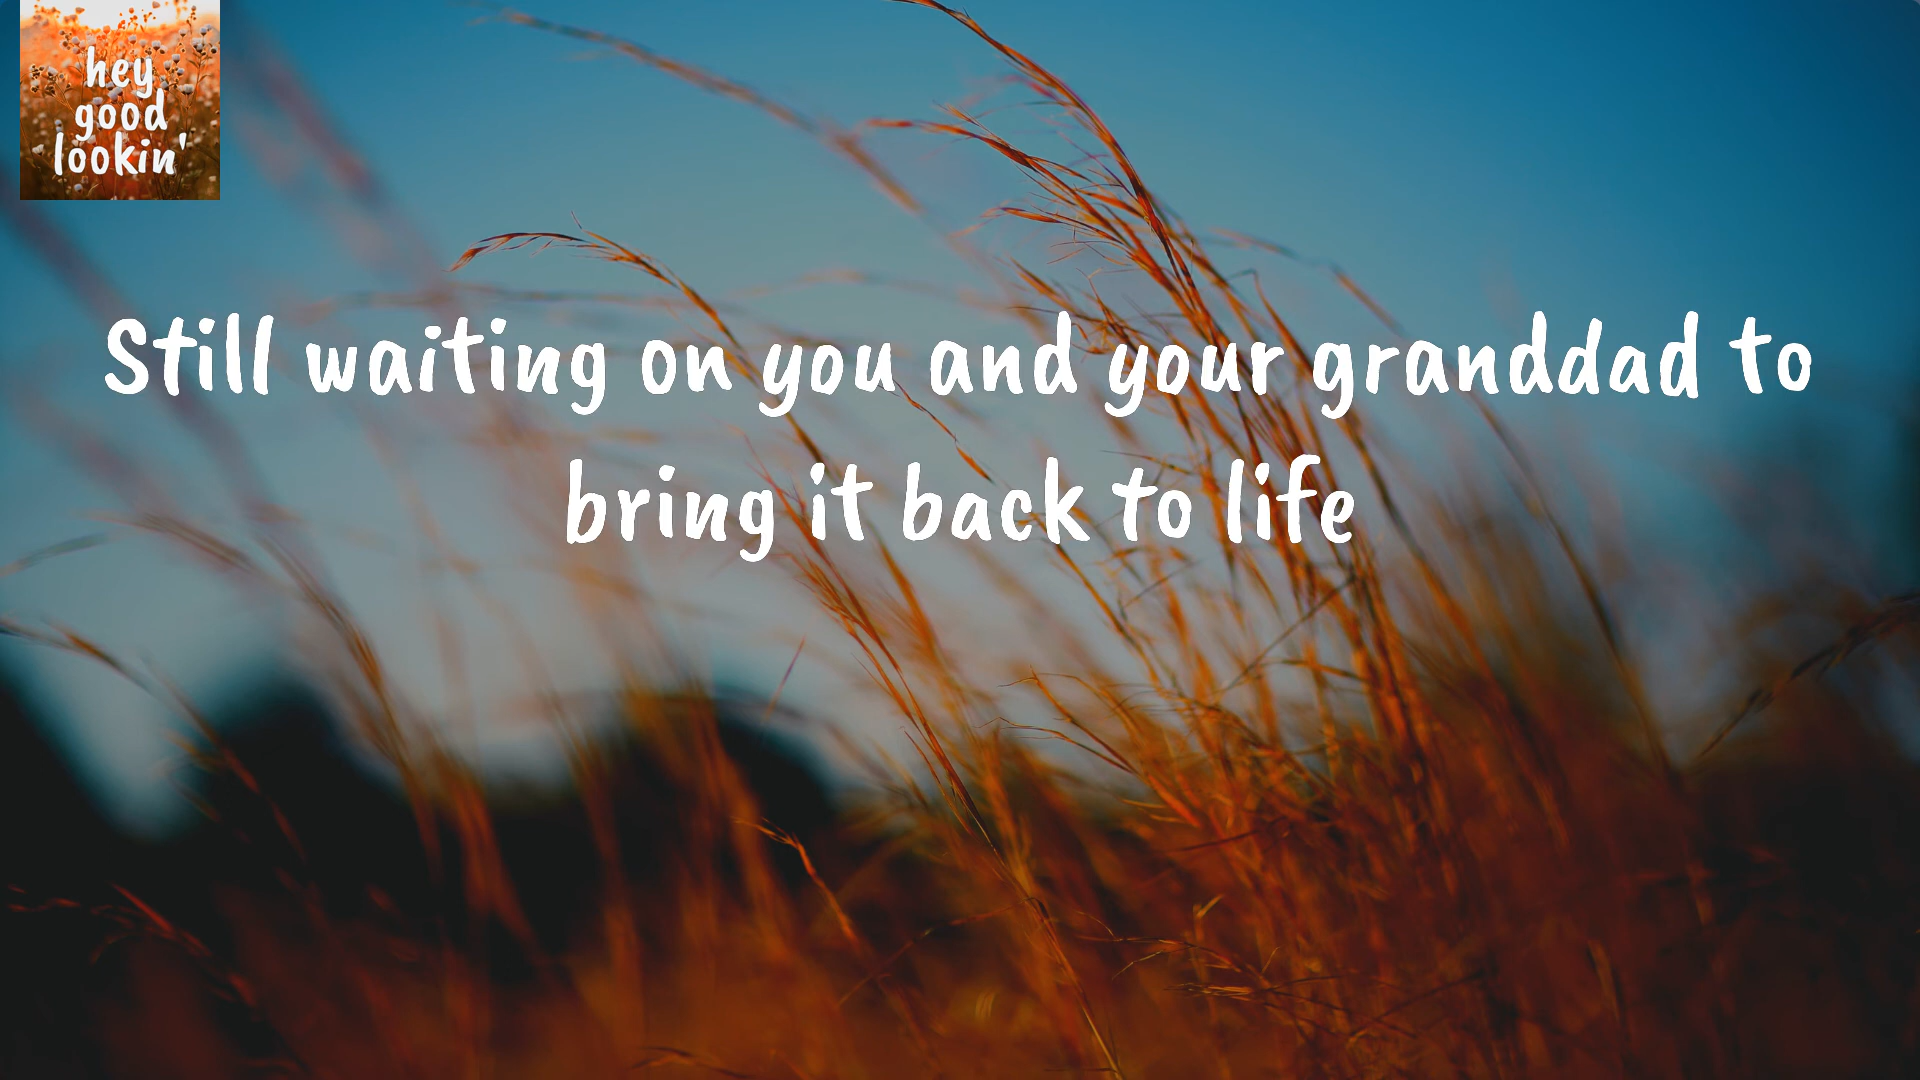 hey
good
lookin'
Still waiting on you and your granddad to
bring it back to life